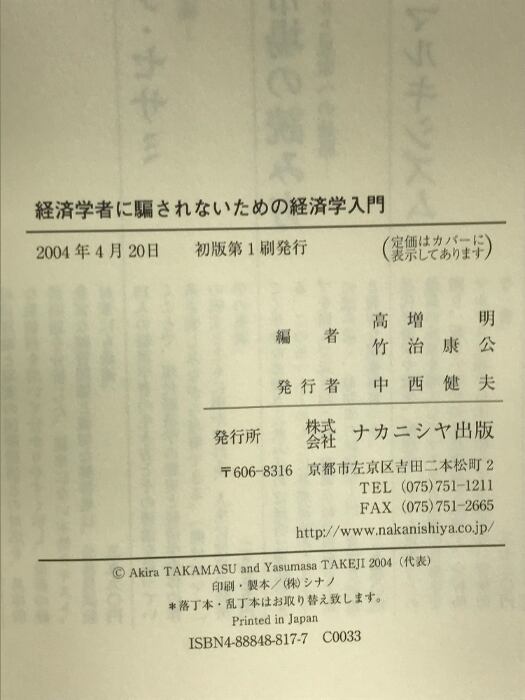 経済学者に騙されないための経済学入門
2004年4月20日　初版第1刷発行　（定価はカバーに
表示してあります）
編者　高増　明
竹治康公
発行者　中西健夫
発行所　株式会社　ナカニシヤ出版
〒606-8316　京都市左京区吉田二本松町2
TEL (075)751-1211
FAX (075)751-2665
http://www.nakanishiya.co.jp/
© Akira TAKAMASU and Yasumasa TAKEJI 2004（代表）
印刷・製本／㈱シナノ
＊落丁本・乱丁本はお取り替え致します。
Printed in Japan
ISBN4-88848-817-7　C0033